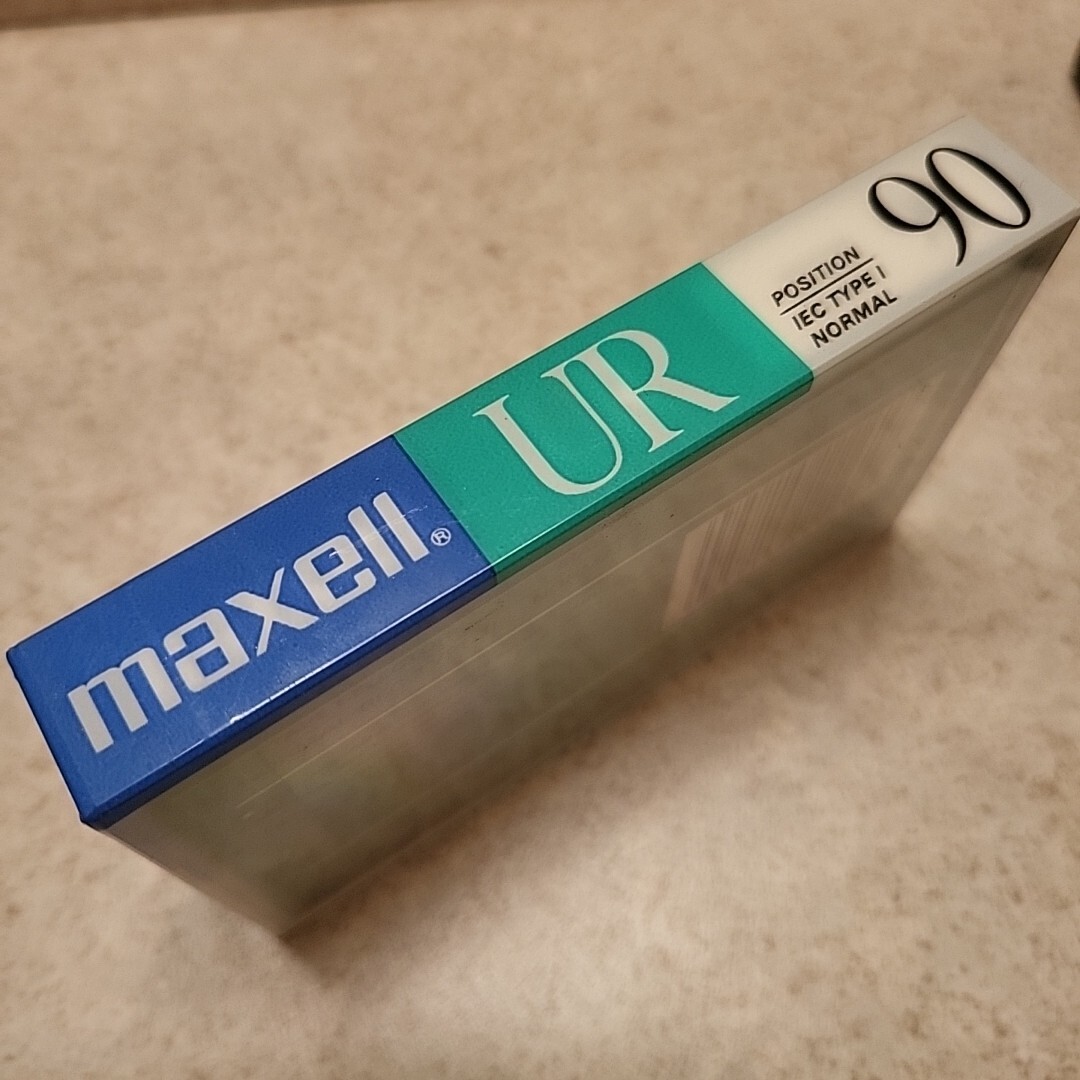 maxell®
UR
POSITION
IEC TYPE I
NORMAL
90